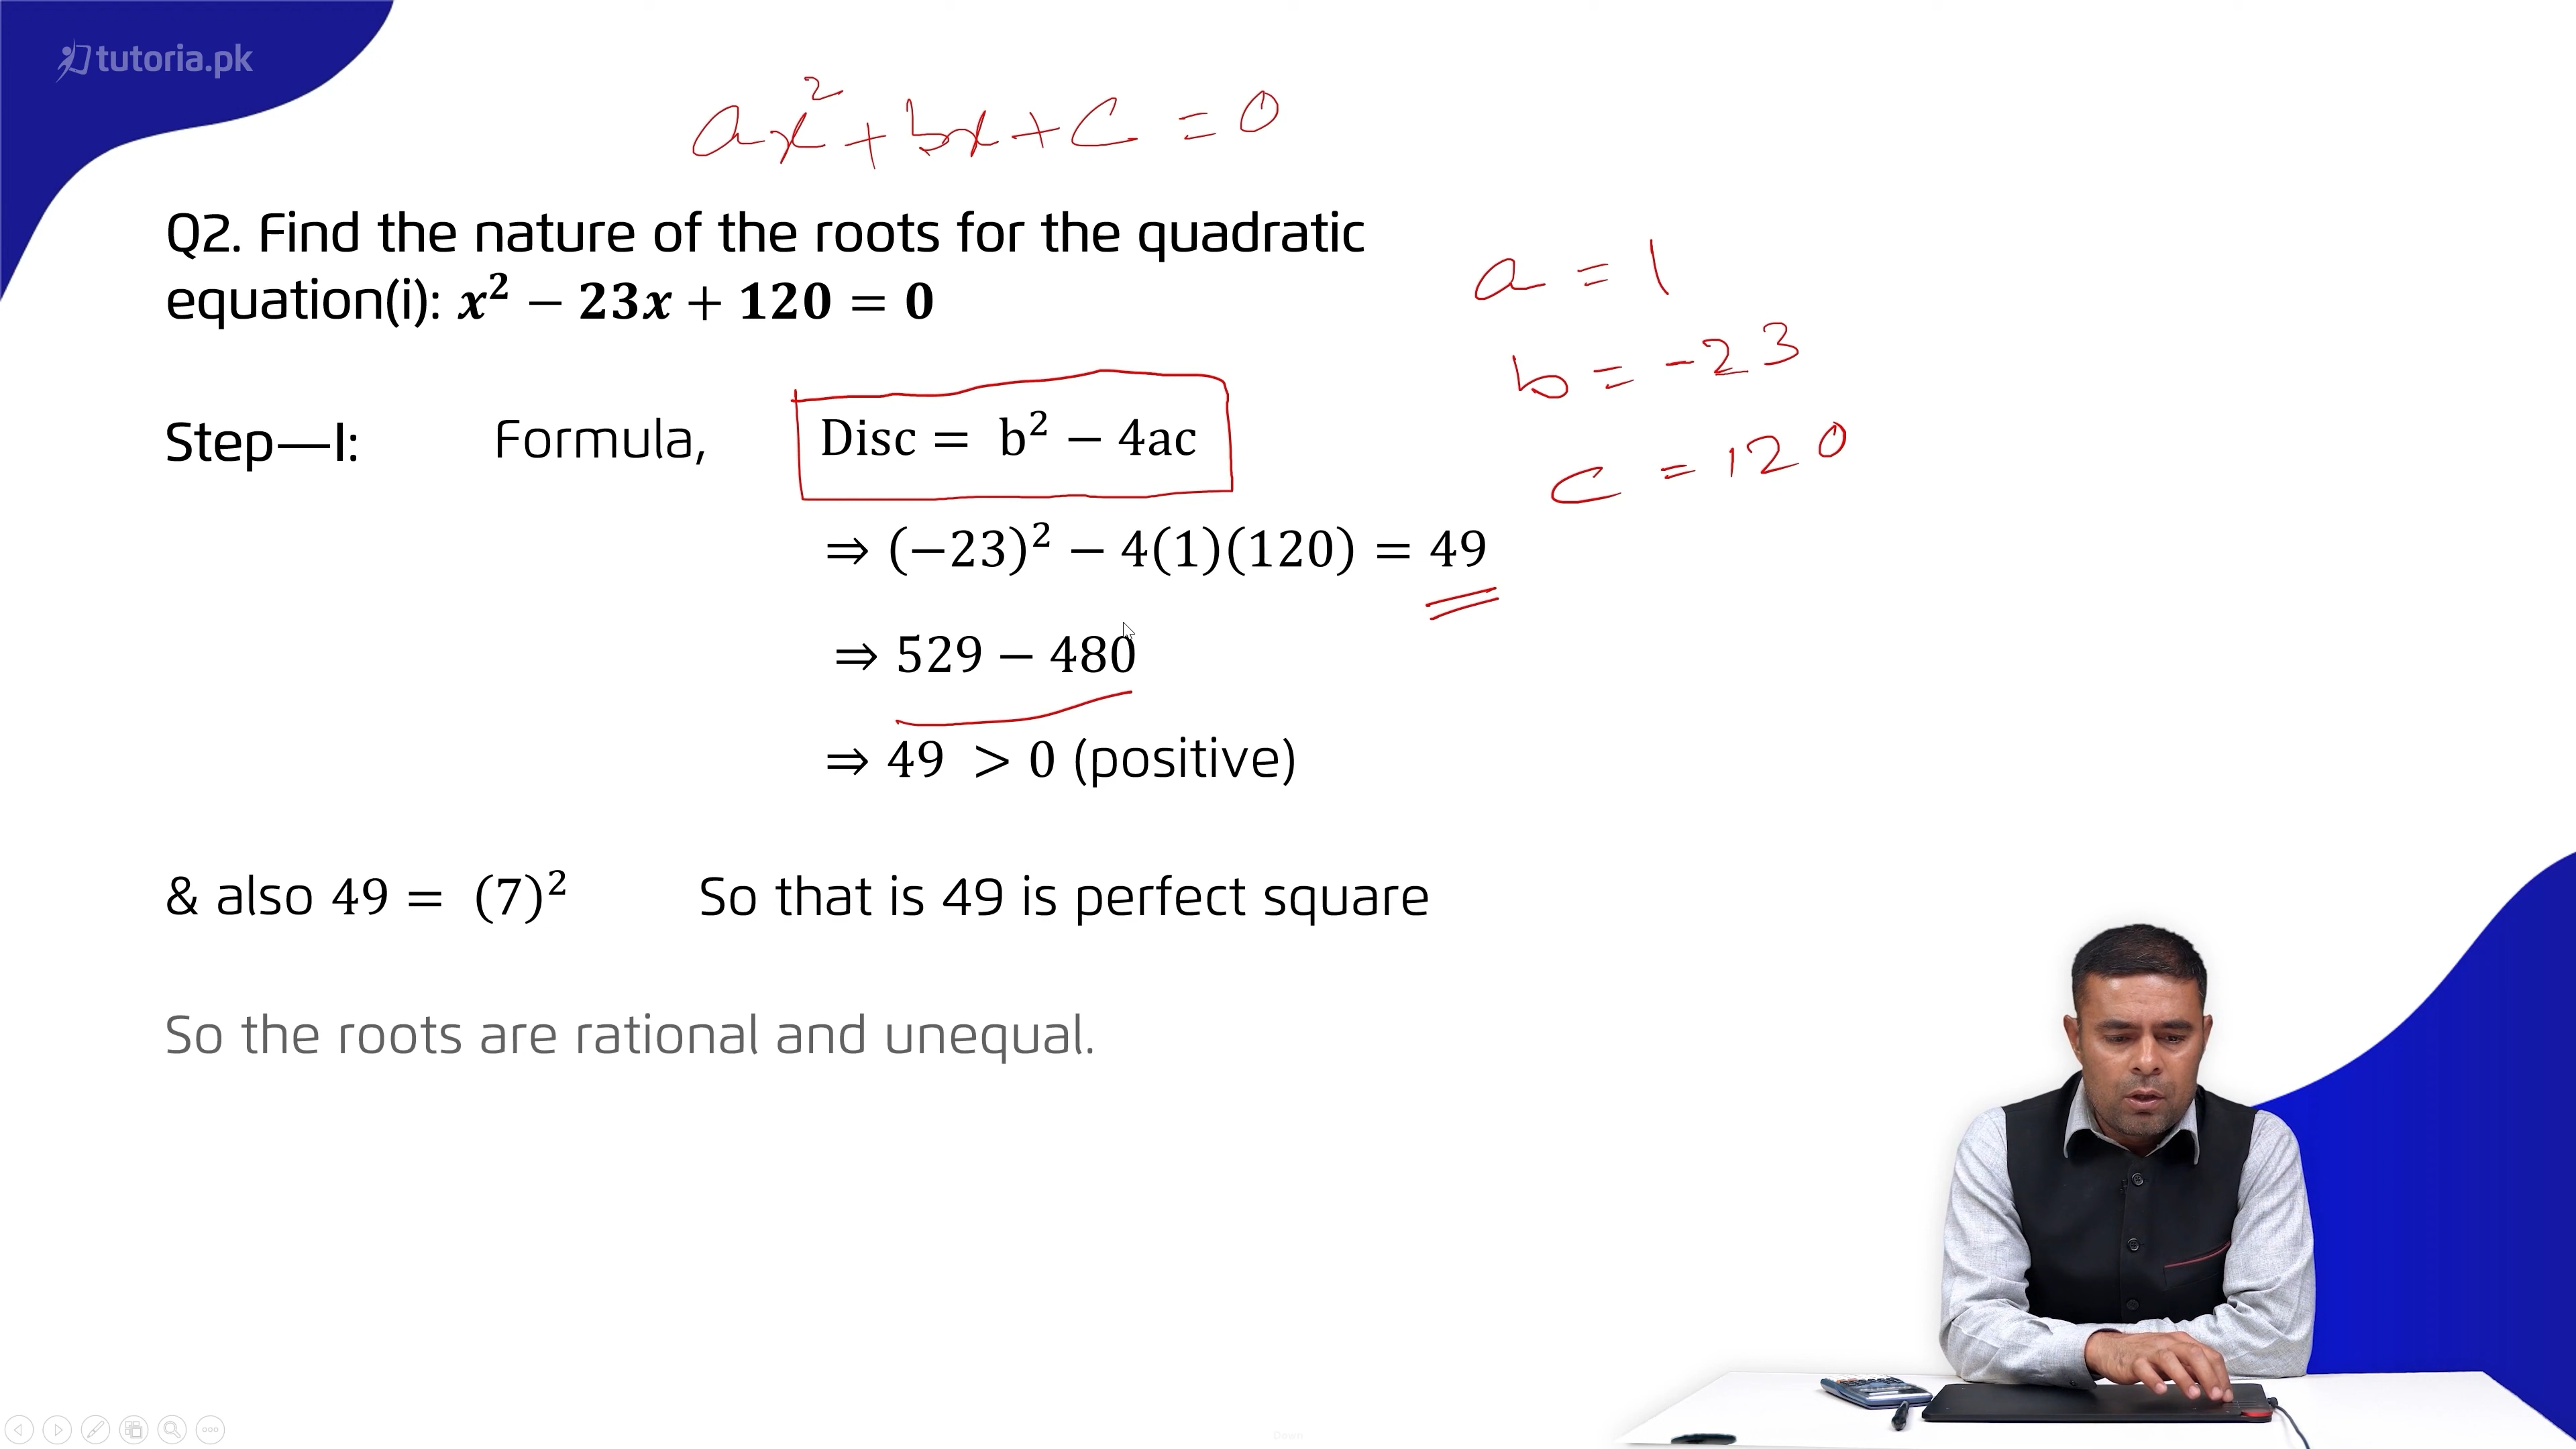 tutoria.pk
ax² + bx + c = 0
Q2. Find the nature of the roots for the quadratic
equation(i): x² − 23x + 120 = 0
a = 1
b = -23
c = 120
Step—I: Formula, Disc = b² − 4ac
⇒ (−23)² − 4(1)(120) = 49
⇒ 529 − 480
⇒ 49 > 0 (positive)
& also 49 = (7)² So that is 49 is perfect square
So the roots are rational and unequal.